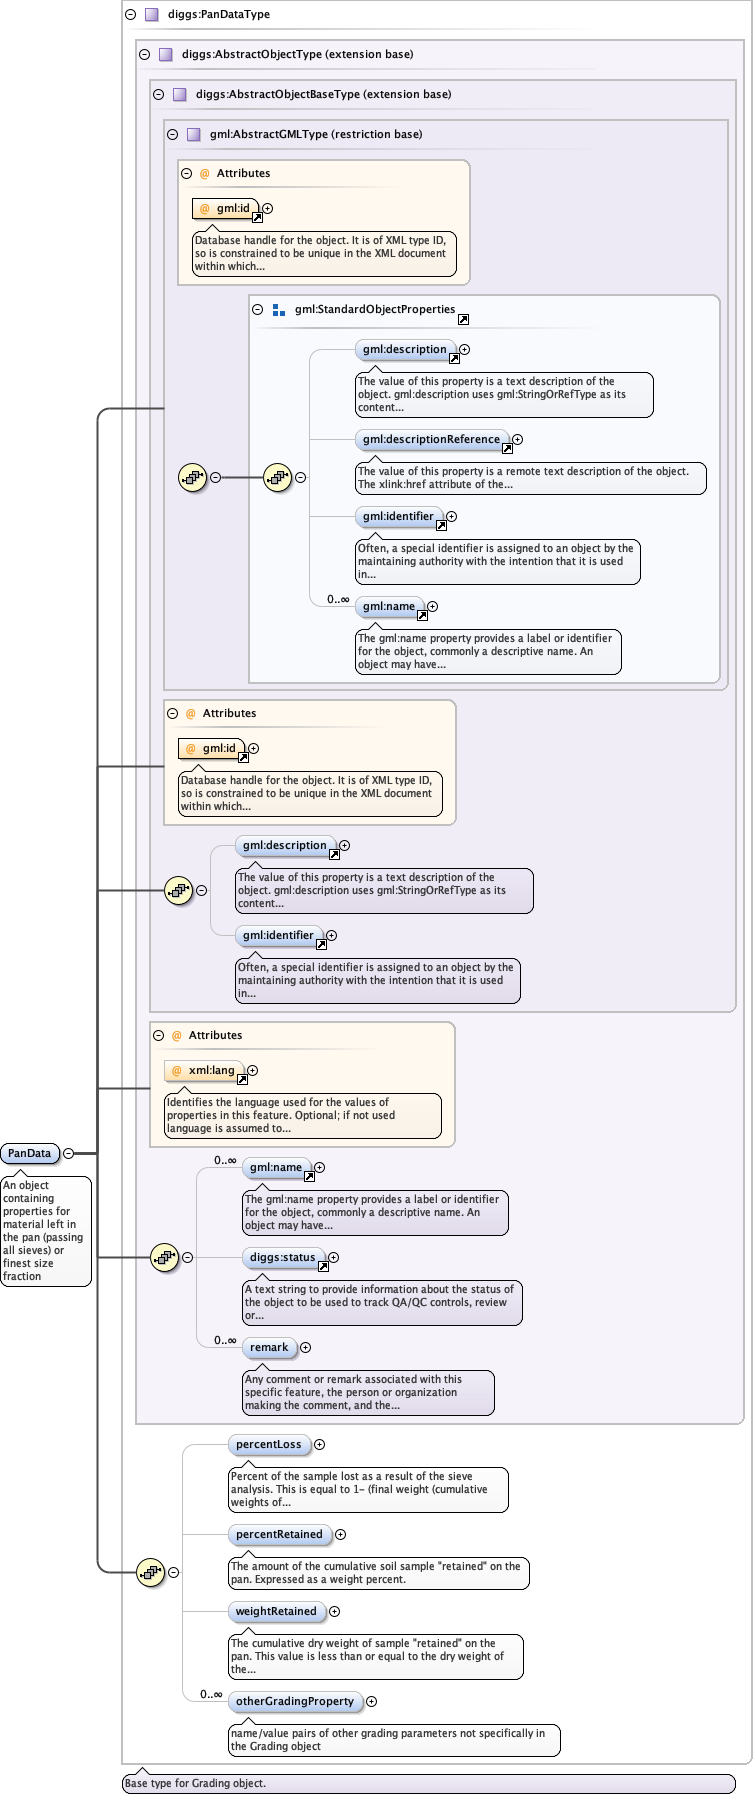 diggs:PanDataType
diggs:AbstractObjectType (extension base)
diggs:AbstractObjectBaseType (extension base)
gml:AbstractGMLType (restriction base)
@ Attributes
@ gml:id
Database handle for the object. It is of XML type ID,
so is constrained to be unique in the XML document
within which...
gml:StandardObjectProperties
gml:description
The value of this property is a text description of the
object. gml:description uses gml:StringOrRefType as its
content...
gml:descriptionReference
The value of this property is a remote text description of the object.
The xlink:href attribute of the...
gml:identifier
Often, a special identifier is assigned to an object by the
maintaining authority with the intention that it is used
in...
0..∞
gml:name
The gml:name property provides a label or identifier
for the object, commonly a descriptive name. An
object may have...
@ Attributes
@ gml:id
Database handle for the object. It is of XML type ID,
so is constrained to be unique in the XML document
within which...
gml:description
The value of this property is a text description of the
object. gml:description uses gml:StringOrRefType as its
content...
gml:identifier
Often, a special identifier is assigned to an object by the
maintaining authority with the intention that it is used
in...
@ Attributes
@ xml:lang
Identifies the language used for the values of
properties in this feature. Optional; if not used
language is assumed to...
PanData
An object
containing
properties for
material left in
the pan (passing
all sieves) or
finest size
fraction
0..∞
gml:name
The gml:name property provides a label or identifier
for the object, commonly a descriptive name. An
object may have...
diggs:status
A text string to provide information about the status of
the object to be used to track QA/QC controls, review
or...
0..∞
remark
Any comment or remark associated with this
specific feature, the person or organization
making the comment, and the...
percentLoss
Percent of the sample lost as a result of the sieve
analysis. This is equal to 1- (final weight (cumulative
weights of...
percentRetained
The amount of the cumulative soil sample "retained" on the
pan. Expressed as a weight percent.
weightRetained
The cumulative dry weight of sample "retained" on the
pan. This value is less than or equal to the dry weight of
the...
0..∞
otherGradingProperty
name/value pairs of other grading parameters not specifically in
the Grading object
Base type for Grading object.